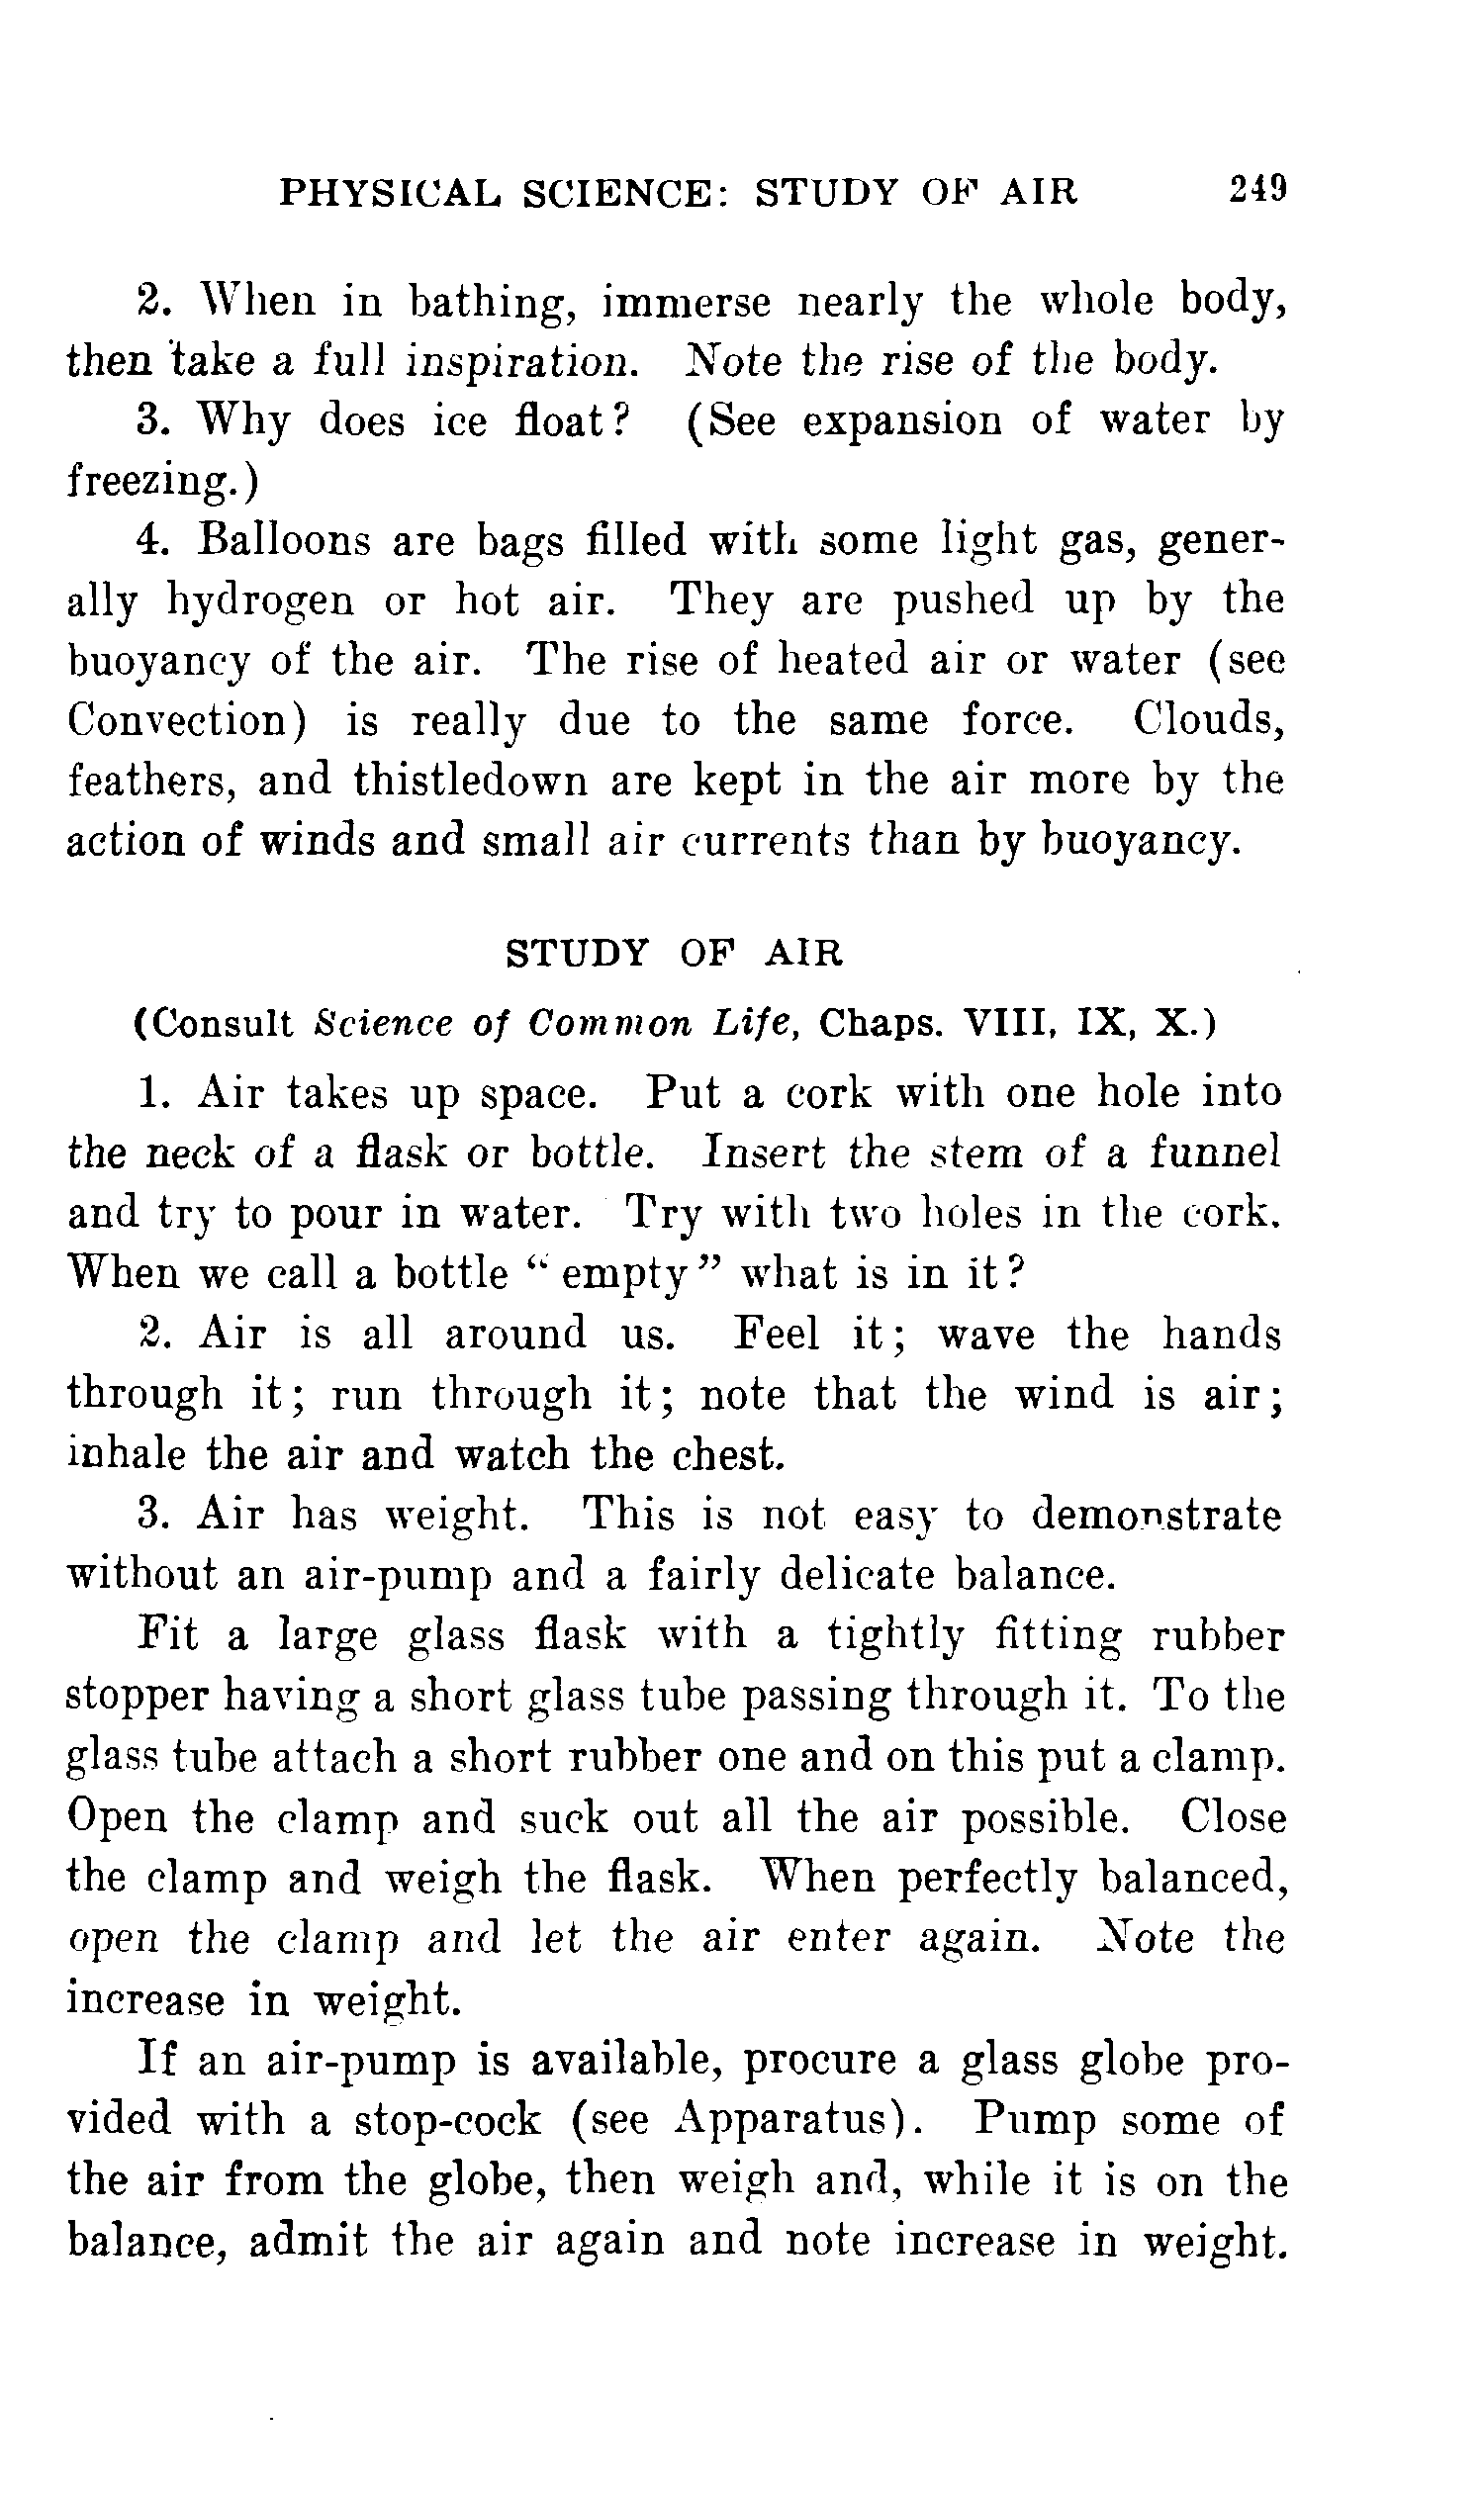 PHYSICAL SCIENCE: STUDY OF AIR 249
2. When in bathing, immerse nearly the whole body,
then take a full inspiration. Note the rise of the body.
3. Why does ice float? (See expansion of water by
freezing.)
4. Balloons are bags filled with some light gas, gener-
ally hydrogen or hot air. They are pushed up by the
buoyancy of the air. The rise of heated air or water (see
Convection) is really due to the same force. Clouds,
feathers, and thistledown are kept in the air more by the
action of winds and small air currents than by buoyancy.
STUDY OF AIR
(Consult Science of Common Life, Chaps. VIII, IX, X.)
1. Air takes up space. Put a cork with one hole into
the neck of a flask or bottle. Insert the stem of a funnel
and try to pour in water. Try with two holes in the cork.
When we call a bottle "empty" what is in it?
2. Air is all around us. Feel it; wave the hands
through it; run through it; note that the wind is air;
inhale the air and watch the chest.
3. Air has weight. This is not easy to demonstrate
without an air-pump and a fairly delicate balance.
Fit a large glass flask with a tightly fitting rubber
stopper having a short glass tube passing through it. To the
glass tube attach a short rubber one and on this put a clamp.
Open the clamp and suck out all the air possible. Close
the clamp and weigh the flask. When perfectly balanced,
open the clamp and let the air enter again. Note the
increase in weight.
If an air-pump is available, procure a glass globe pro-
vided with a stop-cock (see Apparatus). Pump some of
the air from the globe, then weigh and, while it is on the
balance, admit the air again and note increase in weight.